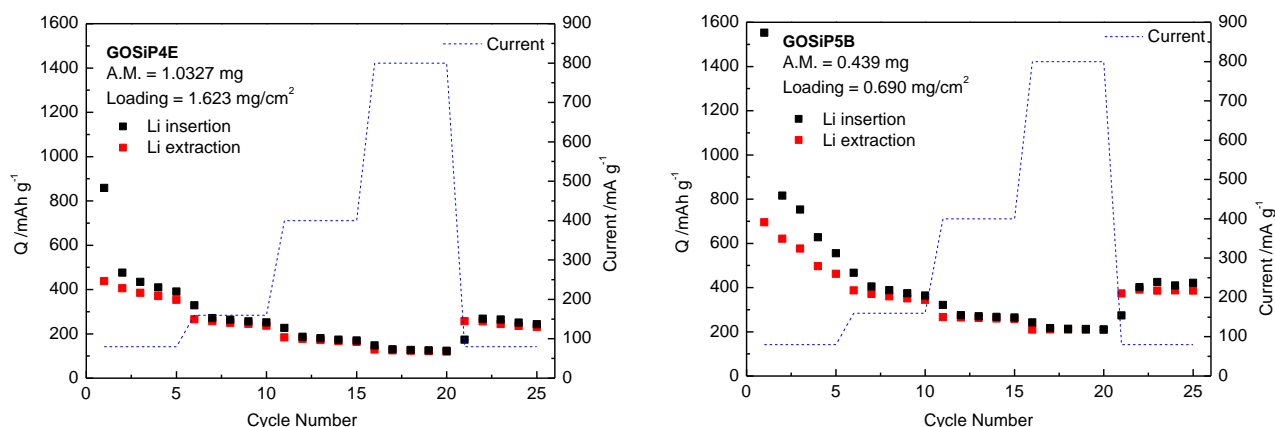 1600
1400
1200
1000
800
600
400
200
0
Q /mAh g-1
GOSiP4E
A.M. = 1.0327 mg
Loading = 1.623 mg/cm2
Li insertion
Li extraction
Current
900
800
700
600
500
400
300
200
100
0
Current /mA g-1
0 5 10 15 20 25
Cycle Number
1600
1400
1200
1000
800
600
400
200
0
Q /mAh g-1
GOSiP5B
A.M. = 0.439 mg
Loading = 0.690 mg/cm2
Li insertion
Li extraction
Current
900
800
700
600
500
400
300
200
100
0
Current /mA g-1
0 5 10 15 20 25
Cycle Number